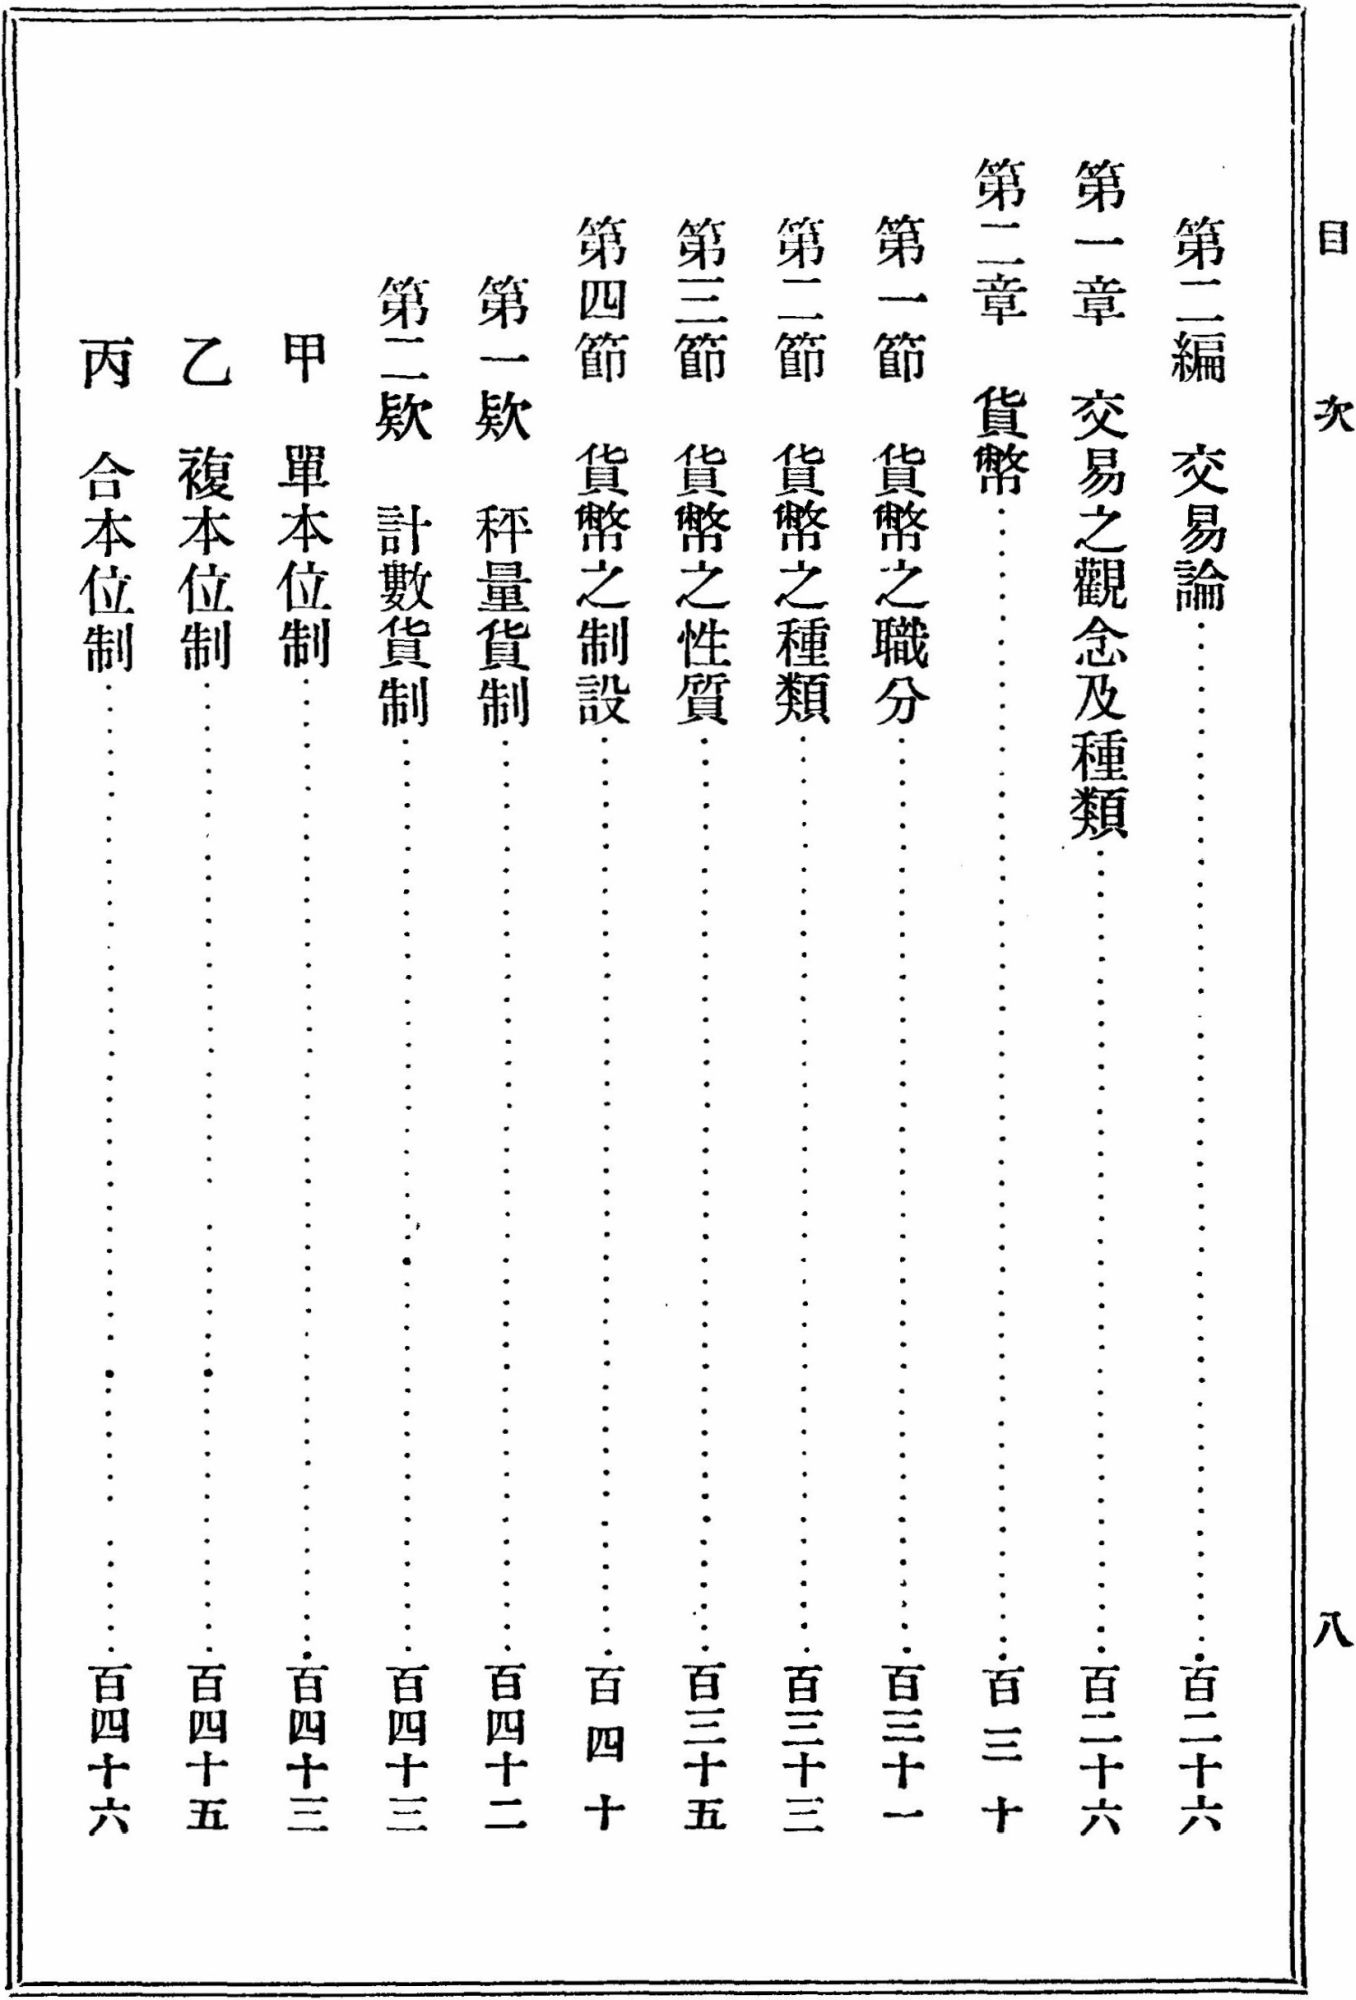 目次 八
第二編 交易論……百二十六
第一章 交易之觀念及種類……百二十六
第二章 貨幣……百三十
第一節 貨幣之職分……百三十一
第二節 貨幣之種類……百三十三
第三節 貨幣之性質……百三十五
第四節 貨幣之制設……百四十
第一欵 秤量貨制……百四十二
第二欵 計數貨制……百四十三
甲 單本位制……百四十三
乙 複本位制……百四十五
丙 合本位制……百四十六